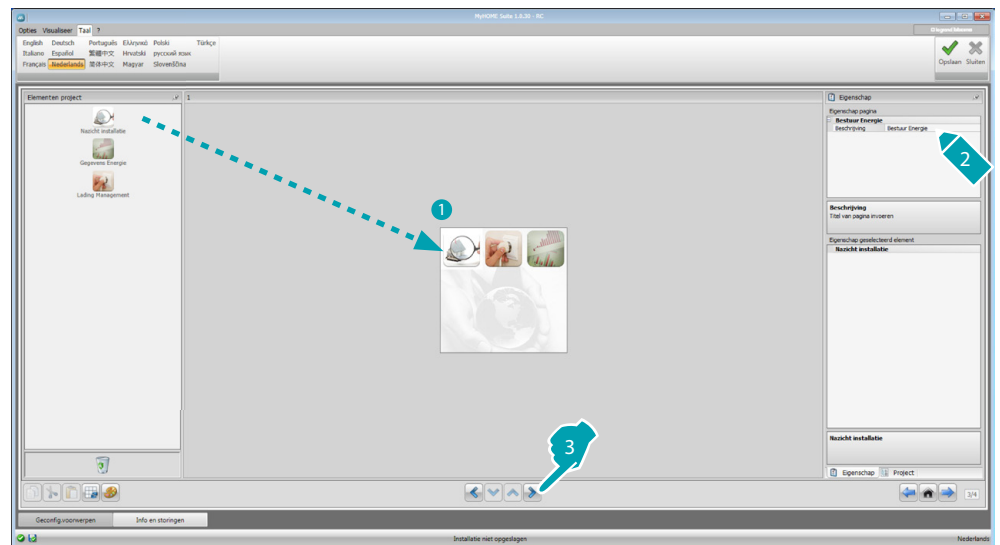 MyHOME Suite 1.0.30 - RC
Opties Visualiseer Taal ?
English Deutsch Português Ελληνικά Polski Türkçe
Italiano Español 繁體中文 Hrvatski русский язык
Français Nederlands 简体中文 Magyar Slovenščina
Opslaan Sluiten
Elementen project
1
Eigenschap
Nazicht installatie
Gegevens Energie
Lading Management
1
Eigenschap pagina
Bestuur Energie
Beschrijving Bestuur Energie
2
Beschrijving
Titel van pagina invoeren
Eigenschap geselecteerd element
Nazicht installatie
3
Nazicht installatie
Eigenschap Project
3/4
Geconfig.voorwerpen Info en storingen
Installatie niet opgeslagen
Nederlands